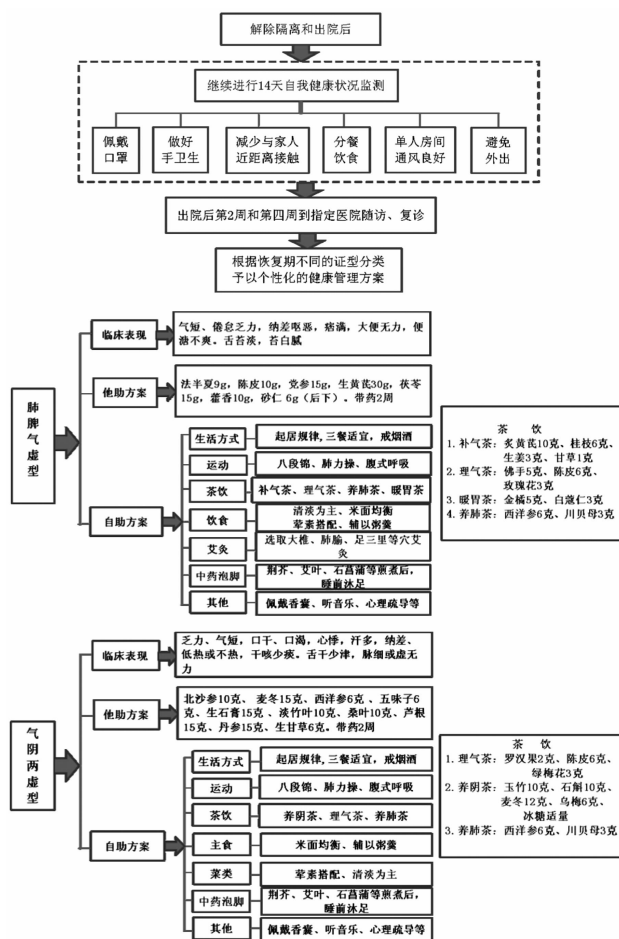 解除隔离和出院后
继续进行14天自我健康状况监测
佩戴
口罩
做好
手卫生
减少与家人
近距离接触
分餐
饮食
单人房间
通风良好
避免
外出
出院后第2周和第四周到指定医院随访、复诊
根据恢复期不同的证型分类
予以个性化的健康管理方案
肺脾气虚型
临床表现
气短、倦怠乏力，纳差呕恶，痞满，大便无力，便
溏不爽。舌苔淡，苔白腻
他助方案
法半夏9g，陈皮10g，党参15g，生黄芪30g，茯苓
15g，藿香10g，砂仁 6g（后下）。带药2周
自助方案
生活方式
起居规律, 三餐适宜，戒烟酒
运动
八段锦、肺力操、腹式呼吸
茶饮
补气茶、理气茶、养肺茶、暖胃茶
饮食
清淡为主、米面均衡
荤素搭配、辅以粥羹
艾灸
选取大椎、肺腧、足三里等穴艾
灸
中药泡脚
荆芥、艾叶、石菖蒲等煎煮后，
睡前沐足
其他
佩戴香囊、听音乐、心理疏导等
茶 饮
1. 补气茶：炙黄芪10克、桂枝6克、
生姜3克、甘草1克
2. 理气茶：佛手5克、陈皮6克、
玫瑰花3克
3. 暖胃茶：金橘5克、白蔻仁3克
4. 养肺茶：西洋参6克、川贝母3克
气阴两虚型
临床表现
乏力、气短，口干、口渴，心悸，汗多，纳差、
低热或不热，干咳少痰。舌干少津，脉细或虚无
力
他助方案
北沙参10克、 麦冬15克、西洋参6克 、五味子6
克、生石膏15克 、淡竹叶10克、桑叶10克、芦根
15克、丹参15克、生甘草6克。带药2周
自助方案
生活方式
起居规律, 三餐适宜，戒烟酒
运动
八段锦、肺力操、腹式呼吸
茶饮
养阴茶、理气茶、养肺茶
主食
米面均衡、辅以粥羹
菜类
荤素搭配、清淡为主
中药泡脚
荆芥、艾叶、石菖蒲等煎煮后，
睡前沐足
其他
佩戴香囊、听音乐、心理疏导等
茶 饮
1. 理气茶：罗汉果2克、陈皮6克、
绿梅花3克
2. 养阴茶：玉竹10克、石斛10克、
麦冬12克、乌梅6克、
冰糖适量
3. 养肺茶：西洋参6克、川贝母3克